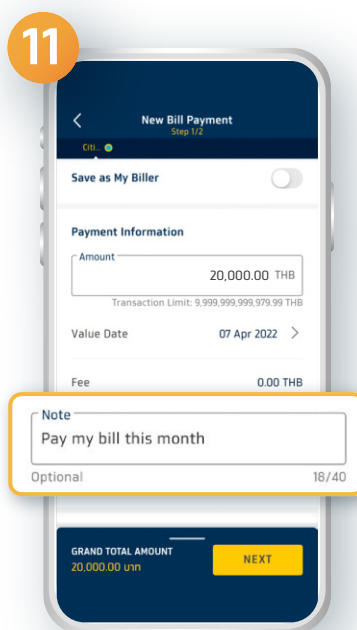 11
New Bill Payment
Step 1/2
Citi...
Save as My Biller
Payment Information
Amount
20,000.00 THB
Transaction Limit: 9,999,999,999,979.99 THB
Value Date 07 Apr 2022
Fee 0.00 THB
Note
Pay my bill this month
Optional 18/40
GRAND TOTAL AMOUNT
20,000.00 บาท
NEXT